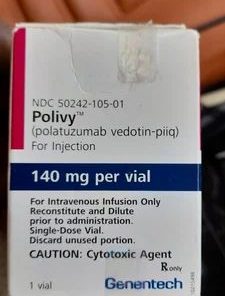 NDC 50242-105-01
Polivy™
(polatuzumab vedotin-piiq)
For Injection
140 mg per vial
For Intravenous Infusion Only
Reconstitute and Dilute
prior to administration.
Single-Dose Vial.
Discard unused portion.
CAUTION: Cytotoxic Agent
Rx only
1 vial
Genentech